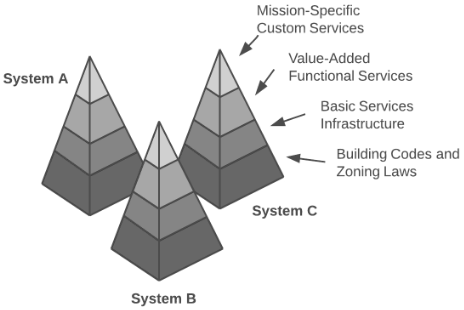 Mission-Specific
Custom Services
System A
Value-Added
Functional Services
Basic Services
Infrastructure
Building Codes and
Zoning Laws
System C
System B